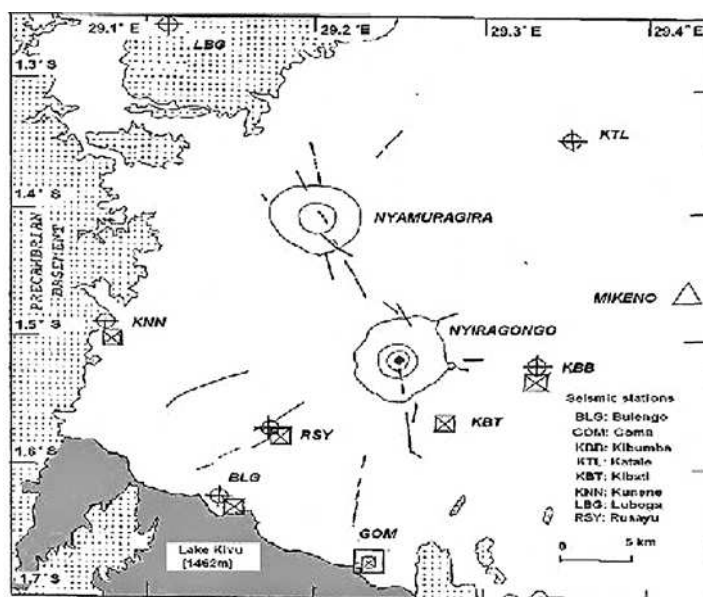 29.1 E
29.2 °E
29.3 E
29.4 °E
LBG
1.3° S
KTL
1.4° S
NYAMURAGIRA
PRECAMBRIAN
BASEMENT
MIKENO
1.5° S
KNN
NYIRAGONGO
KBB
Seismic stations
BLG: Bulengo
GOM: Goma
KBB: Kibumba
KTL: Katale
KBT: Kibati
KNN: Kunene
LBG: Luboga
RSY: Rusayu
RSY
KBT
1.6° S
BLG
GOM
Lake Kivu
[1462m]
0 5 km
1.7° S